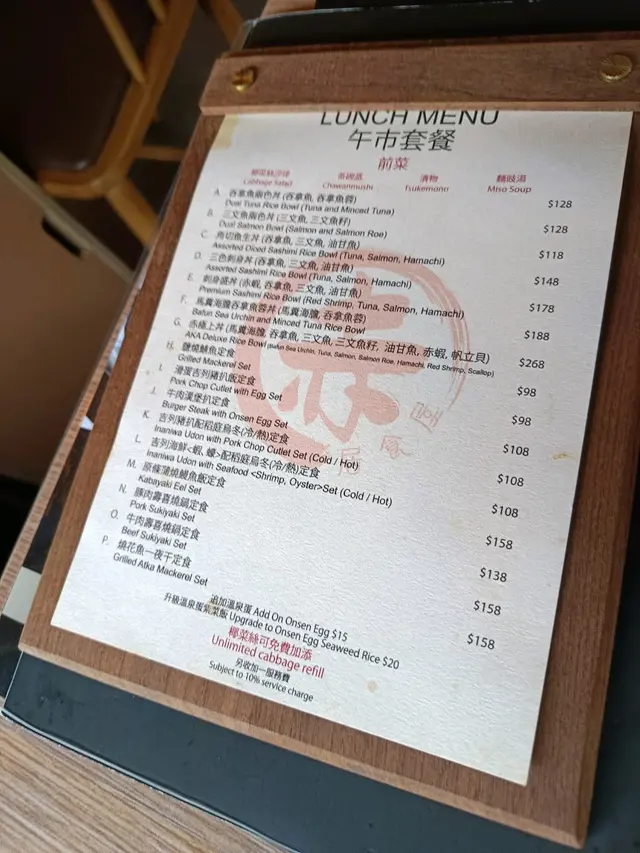 LUNCH MENU
午市套餐
前菜
椰菜絲沙律 茶碗蒸 漬物 麵豉湯
Cabbage Salad Chawanmushi Tsukemono Miso Soup
A. 吞拿魚兩色丼 (吞拿魚, 吞拿魚蓉) $128
Dual Tuna Rice Bowl (Tuna and Minced Tuna)
B. 三文魚兩色丼 (三文魚, 三文魚籽) $128
Dual Salmon Bowl (Salmon and Salmon Roe)
C. 角切魚生丼 (吞拿魚, 三文魚, 油甘魚) $118
Assorted Diced Sashimi Rice Bowl (Tuna, Salmon, Hamachi)
D. 三色刺身丼 (吞拿魚, 三文魚, 油甘魚) $148
Assorted Sashimi Rice Bowl (Tuna, Salmon, Hamachi)
E. 刺身盛丼 (赤蝦, 吞拿魚, 三文魚, 油甘魚) $178
Premium Sashimi Rice Bowl (Red Shrimp, Tuna, Salmon, Hamachi)
F. 馬糞海膽吞拿魚蓉丼 (馬糞海膽, 吞拿魚蓉) $188
Bafun Sea Urchin and Minced Tuna Rice Bowl
G. 赤極上丼 (馬糞海膽, 吞拿魚, 三文魚, 三文魚籽, 油甘魚, 赤蝦, 帆立貝) $268
AKA Deluxe Rice Bowl (Bafun Sea Urchin, Tuna, Salmon, Salmon Roe, Hamachi, Red Shrimp, Scallop)
H. 鹽燒鯖魚定食 $98
Grilled Mackerel Set
I. 滑蛋吉列豬扒飯定食 $98
Pork Chop Cutlet with Egg Set
J. 牛肉漢堡扒定食 $108
Burger Steak with Onsen Egg Set
K. 吉列豬扒配稻庭烏冬(冷/熱)定食 $108
Inaniwa Udon with Pork Chop Cutlet Set (Cold / Hot)
L. 吉列海鮮<蝦, 蠔>配稻庭烏冬(冷/熱)定食 $108
Inaniwa Udon with Seafood <Shrimp, Oyster>Set (Cold / Hot)
M. 原條蒲燒鰻魚飯定食 $158
Kabayaki Eel Set
N. 豚肉壽喜燒鍋定食 $138
Pork Sukiyaki Set
O. 牛肉壽喜燒鍋定食 $158
Beef Sukiyaki Set
P. 燒花魚一夜干定食 $158
Grilled Atka Mackerel Set
追加溫泉蛋 Add On Onsen Egg $15
升級溫泉蛋紫菜飯 Upgrade to Onsen Egg Seaweed Rice $20
椰菜絲可免費加添
Unlimited cabbage refill
另收加一服務費
Subject to 10% service charge
赤